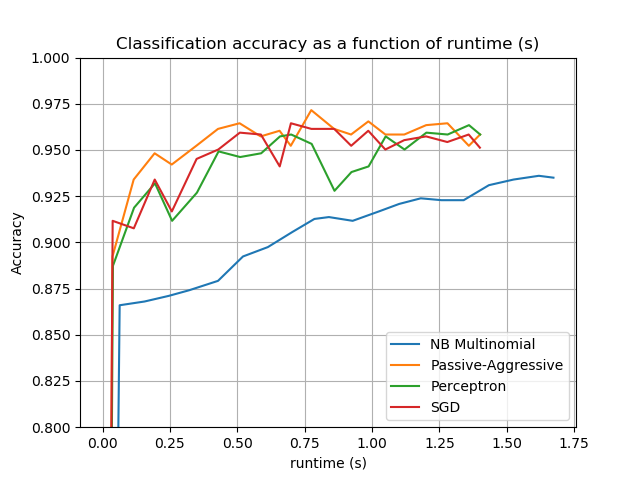 Classification accuracy as a function of runtime (s)
1.000
0.975
0.950
0.925
0.900
0.875
0.850
0.825
0.800
Accuracy
NB Multinomial
Passive-Aggressive
Perceptron
SGD
0.00 0.25 0.50 0.75 1.00 1.25 1.50 1.75
runtime (s)